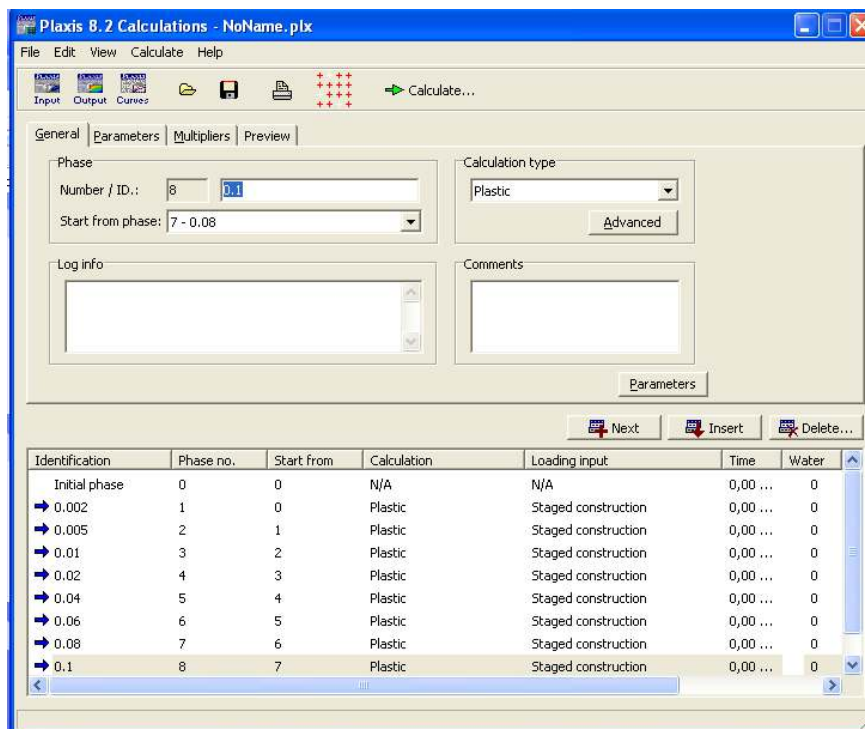 Plaxis 8.2 Calculations - NoName.plx
File Edit View Calculate Help
Input Output Curves Calculate...
General Parameters Multipliers Preview
Phase
Number / ID.: 8 0.1
Start from phase: 7 - 0.08
Calculation type
Plastic
Advanced
Log info
Comments
Parameters
Next Insert Delete...
Identification Phase no. Start from Calculation Loading input Time Water
Initial phase 0 0 N/A N/A 0,00 ... 0
0.002 1 0 Plastic Staged construction 0,00 ... 0
0.005 2 1 Plastic Staged construction 0,00 ... 0
0.01 3 2 Plastic Staged construction 0,00 ... 0
0.02 4 3 Plastic Staged construction 0,00 ... 0
0.04 5 4 Plastic Staged construction 0,00 ... 0
0.06 6 5 Plastic Staged construction 0,00 ... 0
0.08 7 6 Plastic Staged construction 0,00 ... 0
0.1 8 7 Plastic Staged construction 0,00 ... 0